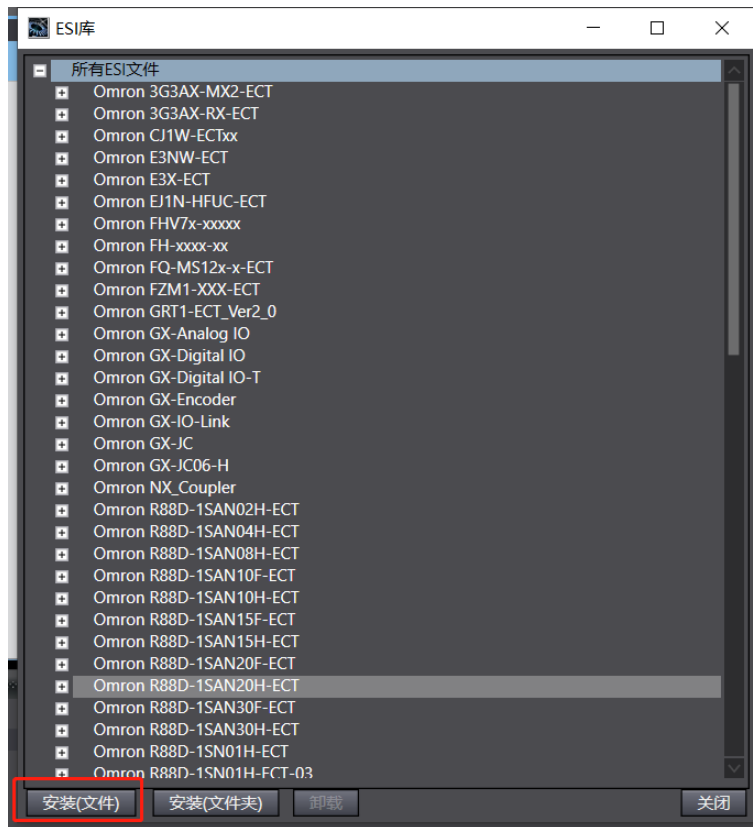 ESI库
所有ESI文件
Omron 3G3AX-MX2-ECT
Omron 3G3AX-RX-ECT
Omron CJ1W-ECTxx
Omron E3NW-ECT
Omron E3X-ECT
Omron EJ1N-HFUC-ECT
Omron FHV7x-xxxxx
Omron FH-xxxx-xx
Omron FQ-MS12x-x-ECT
Omron FZM1-XXX-ECT
Omron GRT1-ECT_Ver2_0
Omron GX-Analog IO
Omron GX-Digital IO
Omron GX-Digital IO-T
Omron GX-Encoder
Omron GX-IO-Link
Omron GX-JC
Omron GX-JC06-H
Omron NX_Coupler
Omron R88D-1SAN02H-ECT
Omron R88D-1SAN04H-ECT
Omron R88D-1SAN08H-ECT
Omron R88D-1SAN10F-ECT
Omron R88D-1SAN10H-ECT
Omron R88D-1SAN15F-ECT
Omron R88D-1SAN15H-ECT
Omron R88D-1SAN20F-ECT
Omron R88D-1SAN20H-ECT
Omron R88D-1SAN30F-ECT
Omron R88D-1SAN30H-ECT
Omron R88D-1SN01H-ECT
Omron R88D-1SN01H-ECT-03
安装(文件) 安装(文件夹) 卸载 关闭